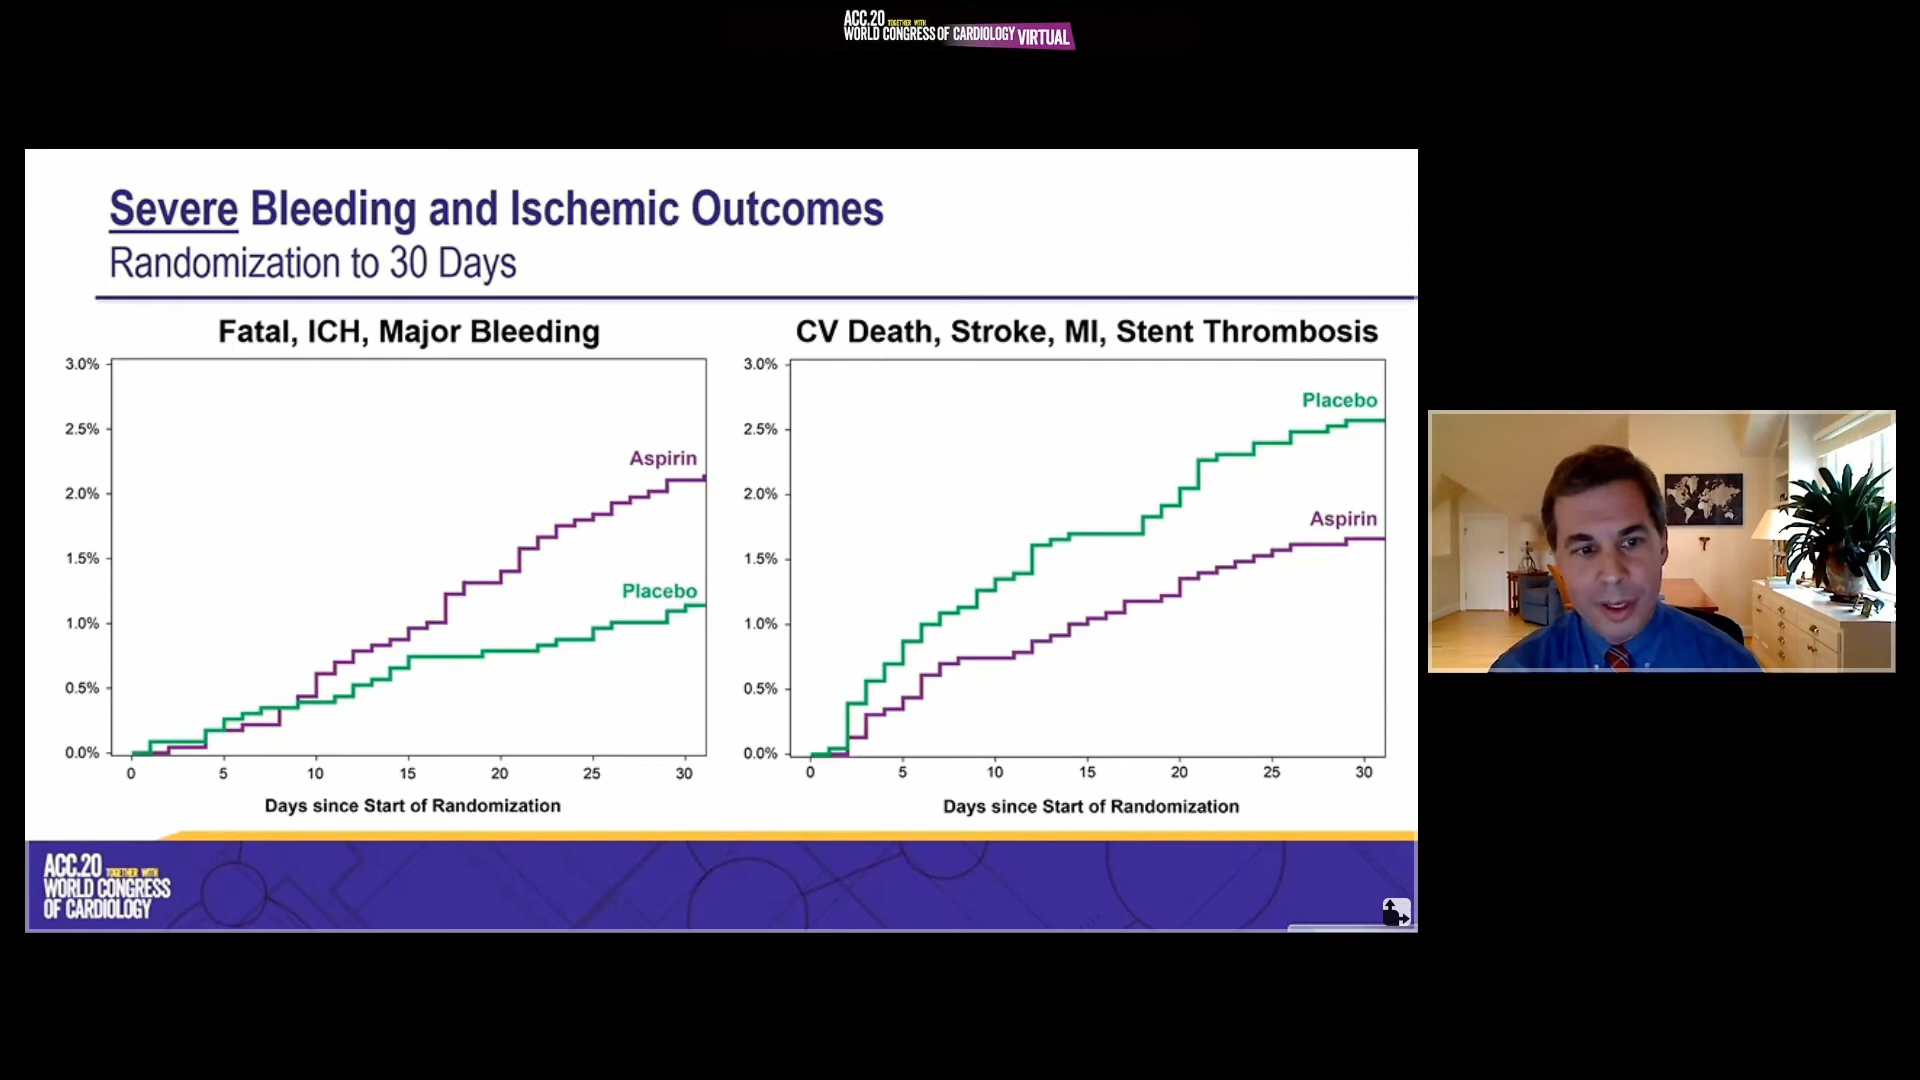 ACC.20 TOGETHER WITH
WORLD CONGRESS OF CARDIOLOGY VIRTUAL
Severe Bleeding and Ischemic Outcomes
Randomization to 30 Days
Fatal, ICH, Major Bleeding
3.0%
2.5%
2.0%
1.5%
1.0%
0.5%
0.0%
Aspirin
Placebo
0 5 10 15 20 25 30
Days since Start of Randomization
CV Death, Stroke, MI, Stent Thrombosis
3.0%
2.5%
2.0%
1.5%
1.0%
0.5%
0.0%
Placebo
Aspirin
0 5 10 15 20 25 30
Days since Start of Randomization
ACC.20 TOGETHER WITH
WORLD CONGRESS
OF CARDIOLOGY